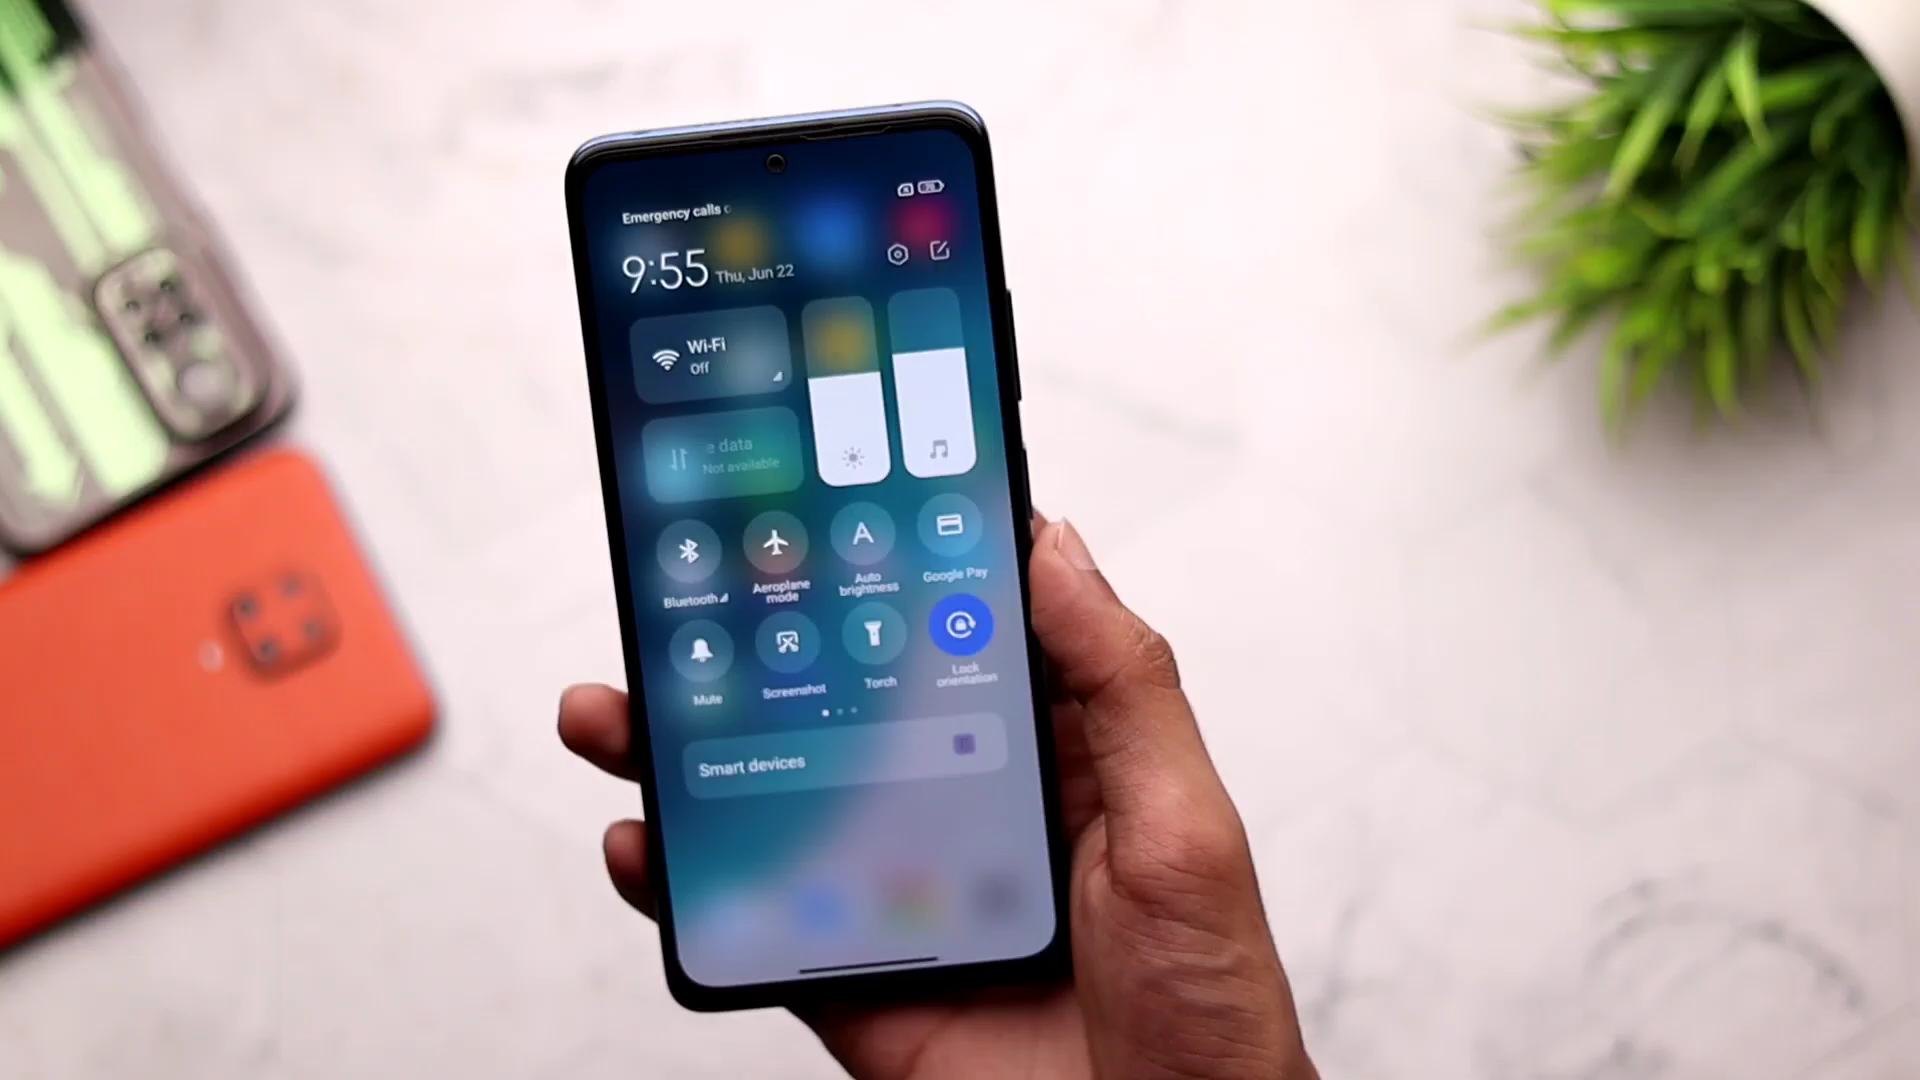 Emergency calls
9:55 Thu, Jun 22
Wi-Fi
Off
e data
Not available
Bluetooth
Aeroplane
mode
Auto
brightness
Google Pay
Mute
Screenshot
Torch
Lock
orientation
Smart devices